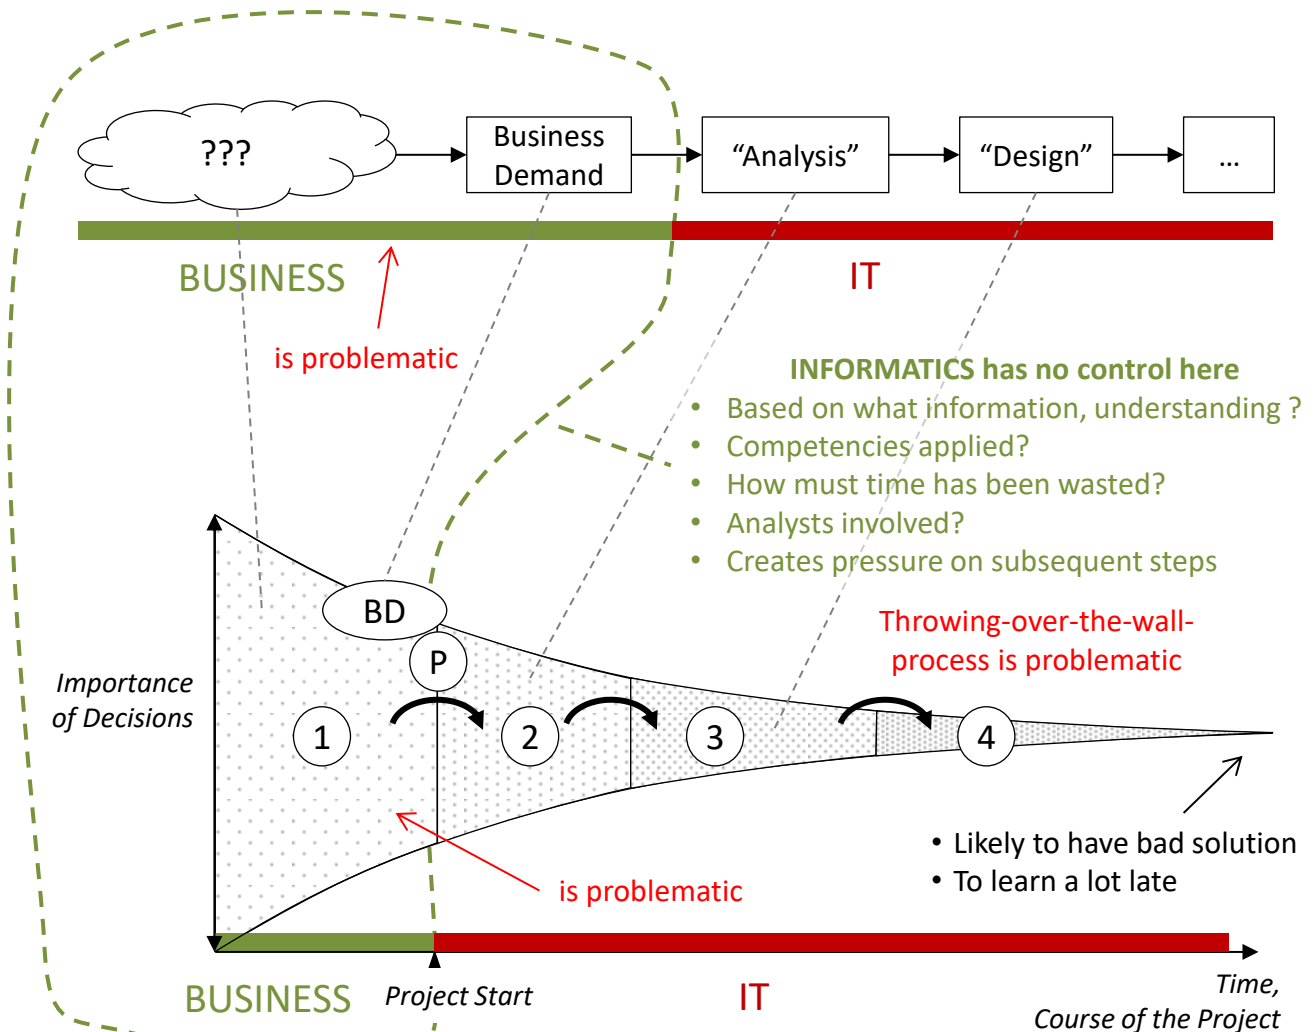 ???
Business
Demand
“Analysis”
“Design”
...
BUSINESS
IT
is problematic
INFORMATICS has no control here
• Based on what information, understanding ?
• Competencies applied?
• How must time has been wasted?
• Analysts involved?
• Creates pressure on subsequent steps
BD
P
Throwing-over-the-wall-
process is problematic
Importance
of Decisions
1
2
3
4
• Likely to have bad solution
• To learn a lot late
is problematic
BUSINESS
Project Start
IT
Time,
Course of the Project